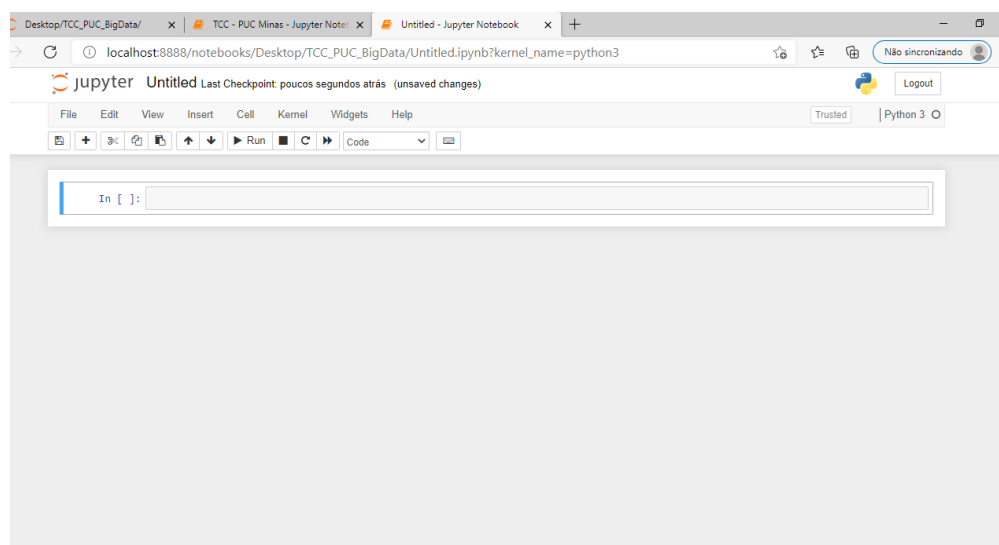 Desktop/TCC_PUC_BigData/ TCC - PUC Minas - Jupyter Note Untitled - Jupyter Notebook
localhost:8888/notebooks/Desktop/TCC_PUC_BigData/Untitled.ipynb?kernel_name=python3 Não sincronizando
jupyter Untitled Last Checkpoint: poucos segundos atrás (unsaved changes) Logout
File Edit View Insert Cell Kernel Widgets Help Trusted Python 3
Run Code
In [ ]: